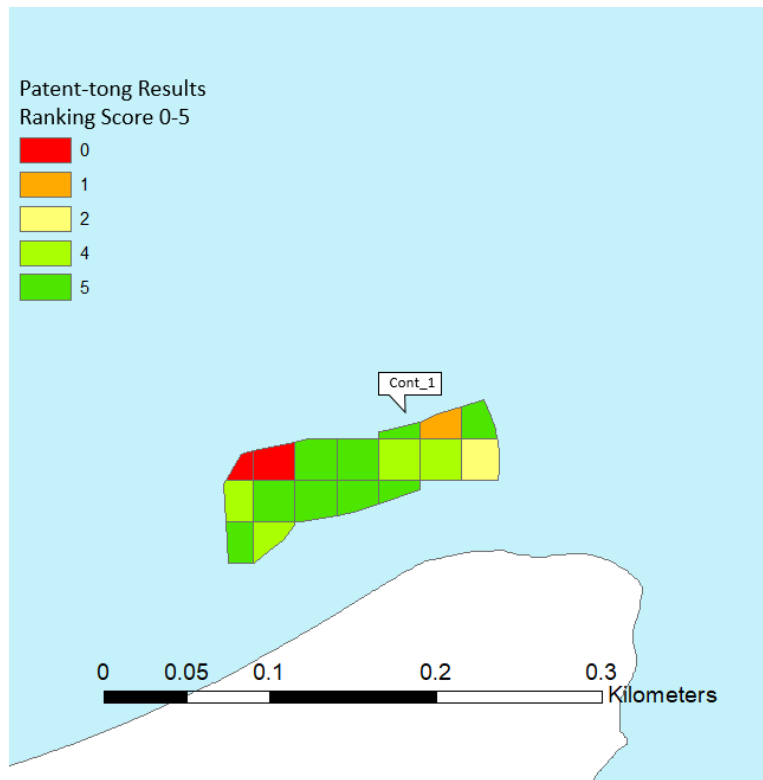 Patent-tong Results
Ranking Score 0-5
0
1
2
4
5
Cont_1
0 0.05 0.1 0.2 0.3
Kilometers